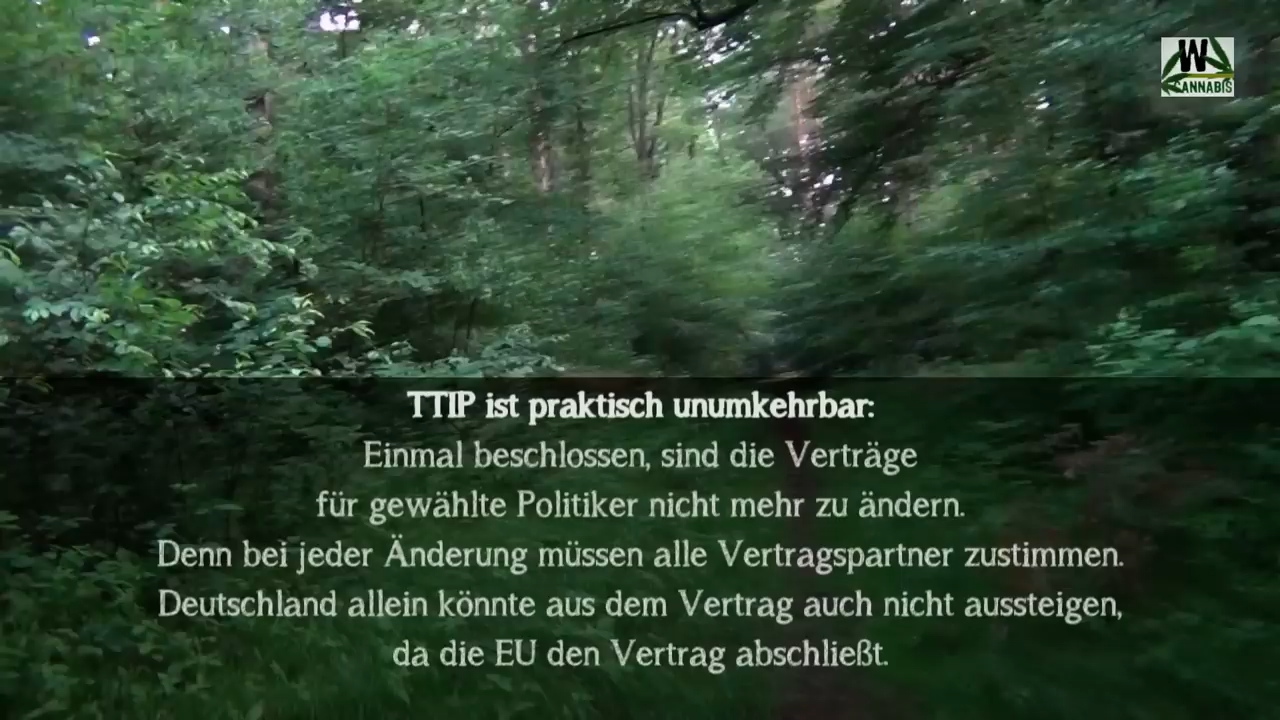 W
CANNABIS
TTIP ist praktisch unumkehrbar:
Einmal beschlossen, sind die Verträge
für gewählte Politiker nicht mehr zu ändern.
Denn bei jeder Änderung müssen alle Vertragspartner zustimmen.
Deutschland allein könnte aus dem Vertrag auch nicht aussteigen,
da die EU den Vertrag abschließt.